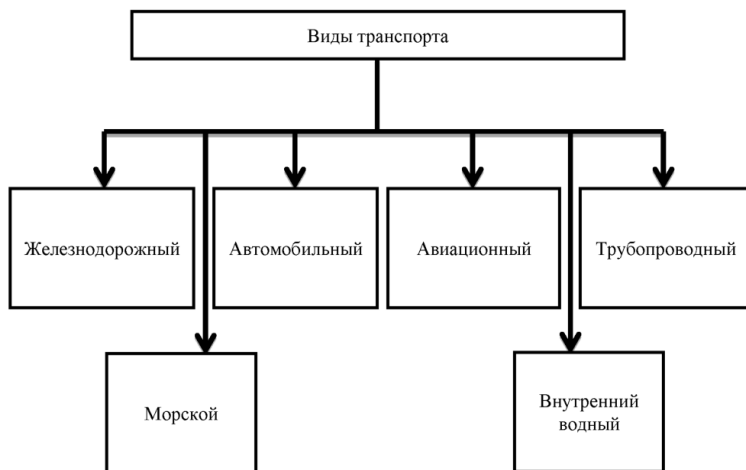 Виды транспорта
Железнодорожный
Автомобильный
Авиационный
Трубопроводный
Морской
Внутренний
водный